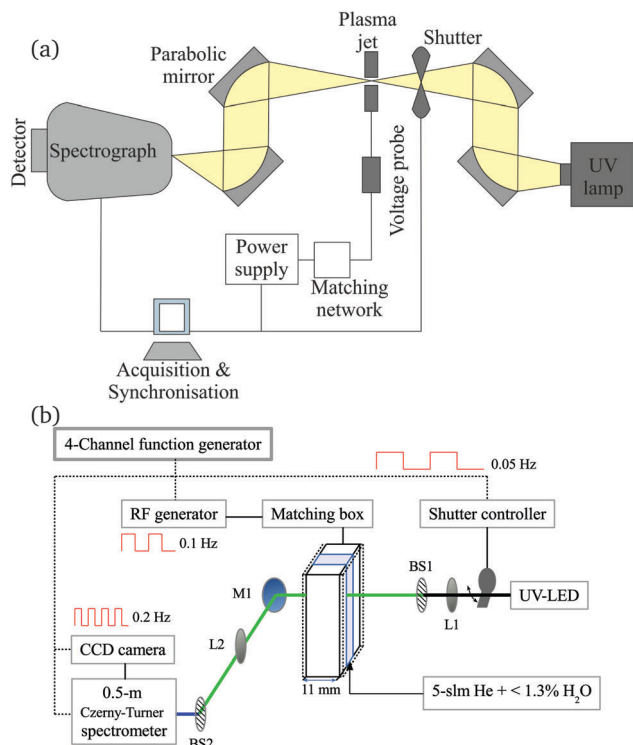 (a)
Plasma
jet
Shutter
Parabolic
mirror
Detector
Spectrograph
UV
lamp
Voltage probe
Power
supply
Matching
network
Acquisition &
Synchronisation
(b)
4-Channel function generator
0.05 Hz
RF generator
Matching box
Shutter controller
0.1 Hz
BS1
M1
UV-LED
L1
0.2 Hz
L2
CCD camera
11 mm
0.5-m
Czerny-Turner
spectrometer
5-slm He + < 1.3% H₂O
BS2